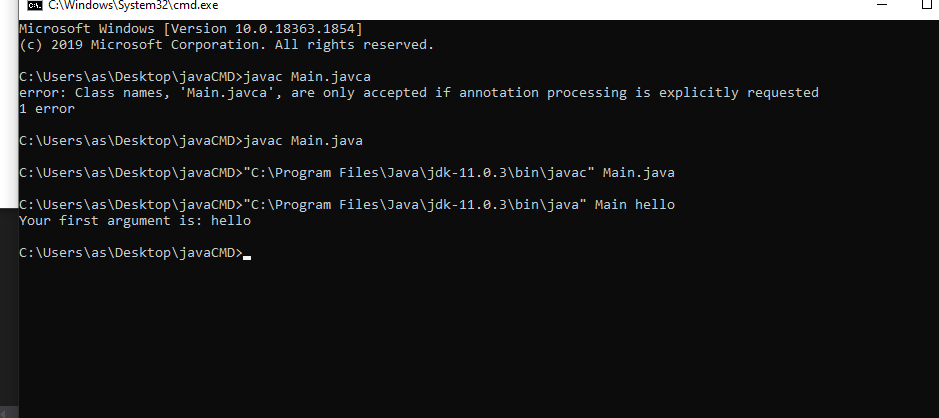 C:\Windows\System32\cmd.exe
Microsoft Windows [Version 10.0.18363.1854]
(c) 2019 Microsoft Corporation. All rights reserved.
C:\Users\as\Desktop\javaCMD>javac Main.javca
error: Class names, 'Main.javca', are only accepted if annotation processing is explicitly requested
1 error
C:\Users\as\Desktop\javaCMD>javac Main.java
C:\Users\as\Desktop\javaCMD>"C:\Program Files\Java\jdk-11.0.3\bin\javac" Main.java
C:\Users\as\Desktop\javaCMD>"C:\Program Files\Java\jdk-11.0.3\bin\java" Main hello
Your first argument is: hello
C:\Users\as\Desktop\javaCMD>